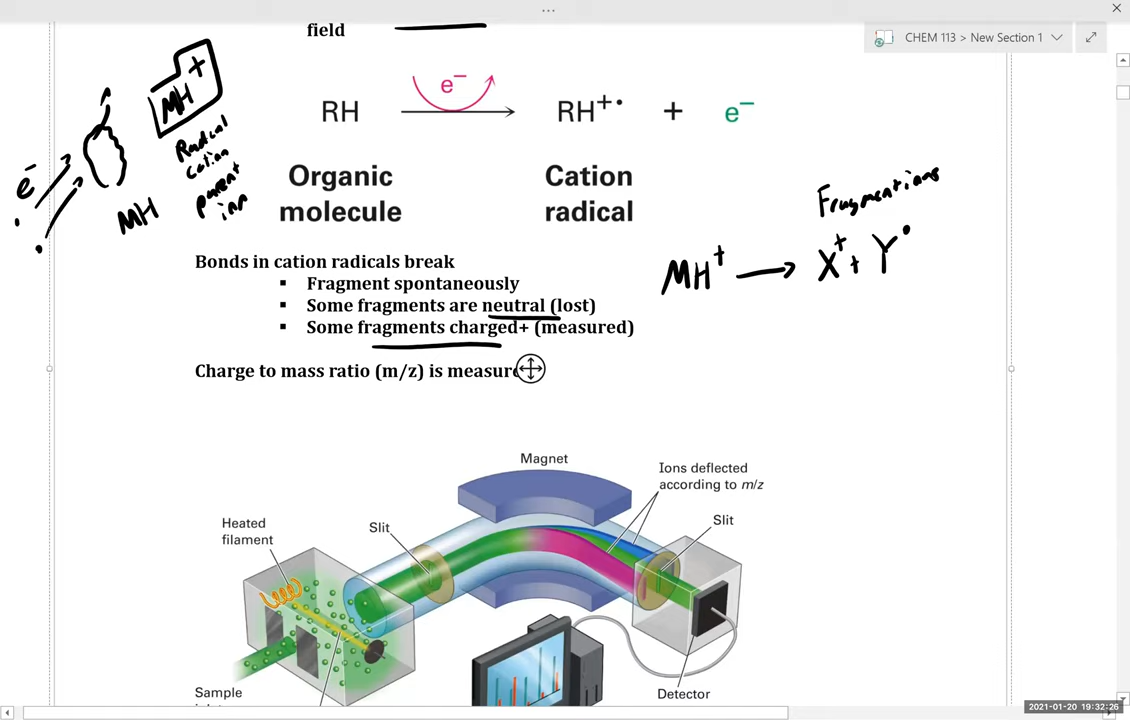 field
CHEM 113 > New Section 1
MH+
Radical
cation
parent
ion
e-
MH
RH
e−
RH+•
+
e−
Organic
molecule
Cation
radical
Fragmentions
MH+ → X+ + Y•
Bonds in cation radicals break
▪ Fragment spontaneously
▪ Some fragments are neutral (lost)
▪ Some fragments charged+ (measured)
Charge to mass ratio (m/z) is measur
Magnet
Ions deflected
according to m/z
Slit
Slit
Heated
filament
Sample
Detector
2021-01-20 19:32:26